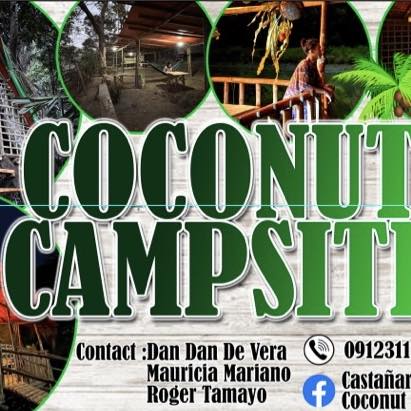 COCONUT
CAMPSIT
Contact :Dan Dan De Vera
Mauricia Mariano
Roger Tamayo
0912311
Castañar
Coconut